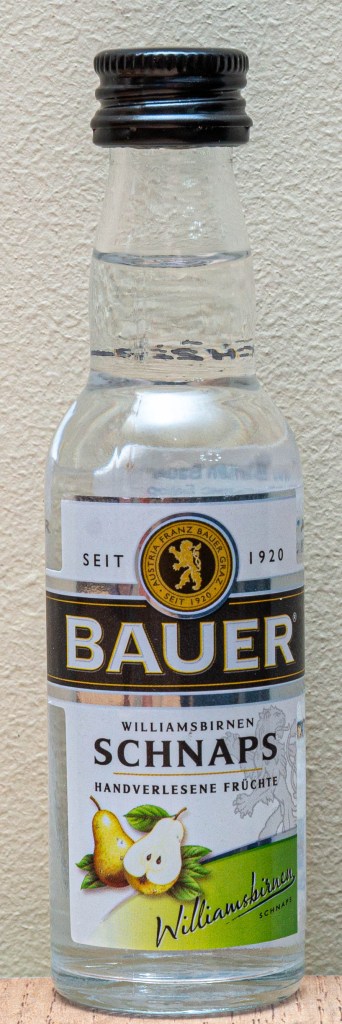 SEIT 1920
AUSTRIA FRANZ BAUER, GRAZ
· SEIT 1920 ·
BAUER®
WILLIAMSBIRNEN
SCHNAPS
HANDVERLESENE FRÜCHTE
Williamsbirnen
SCHNAPS